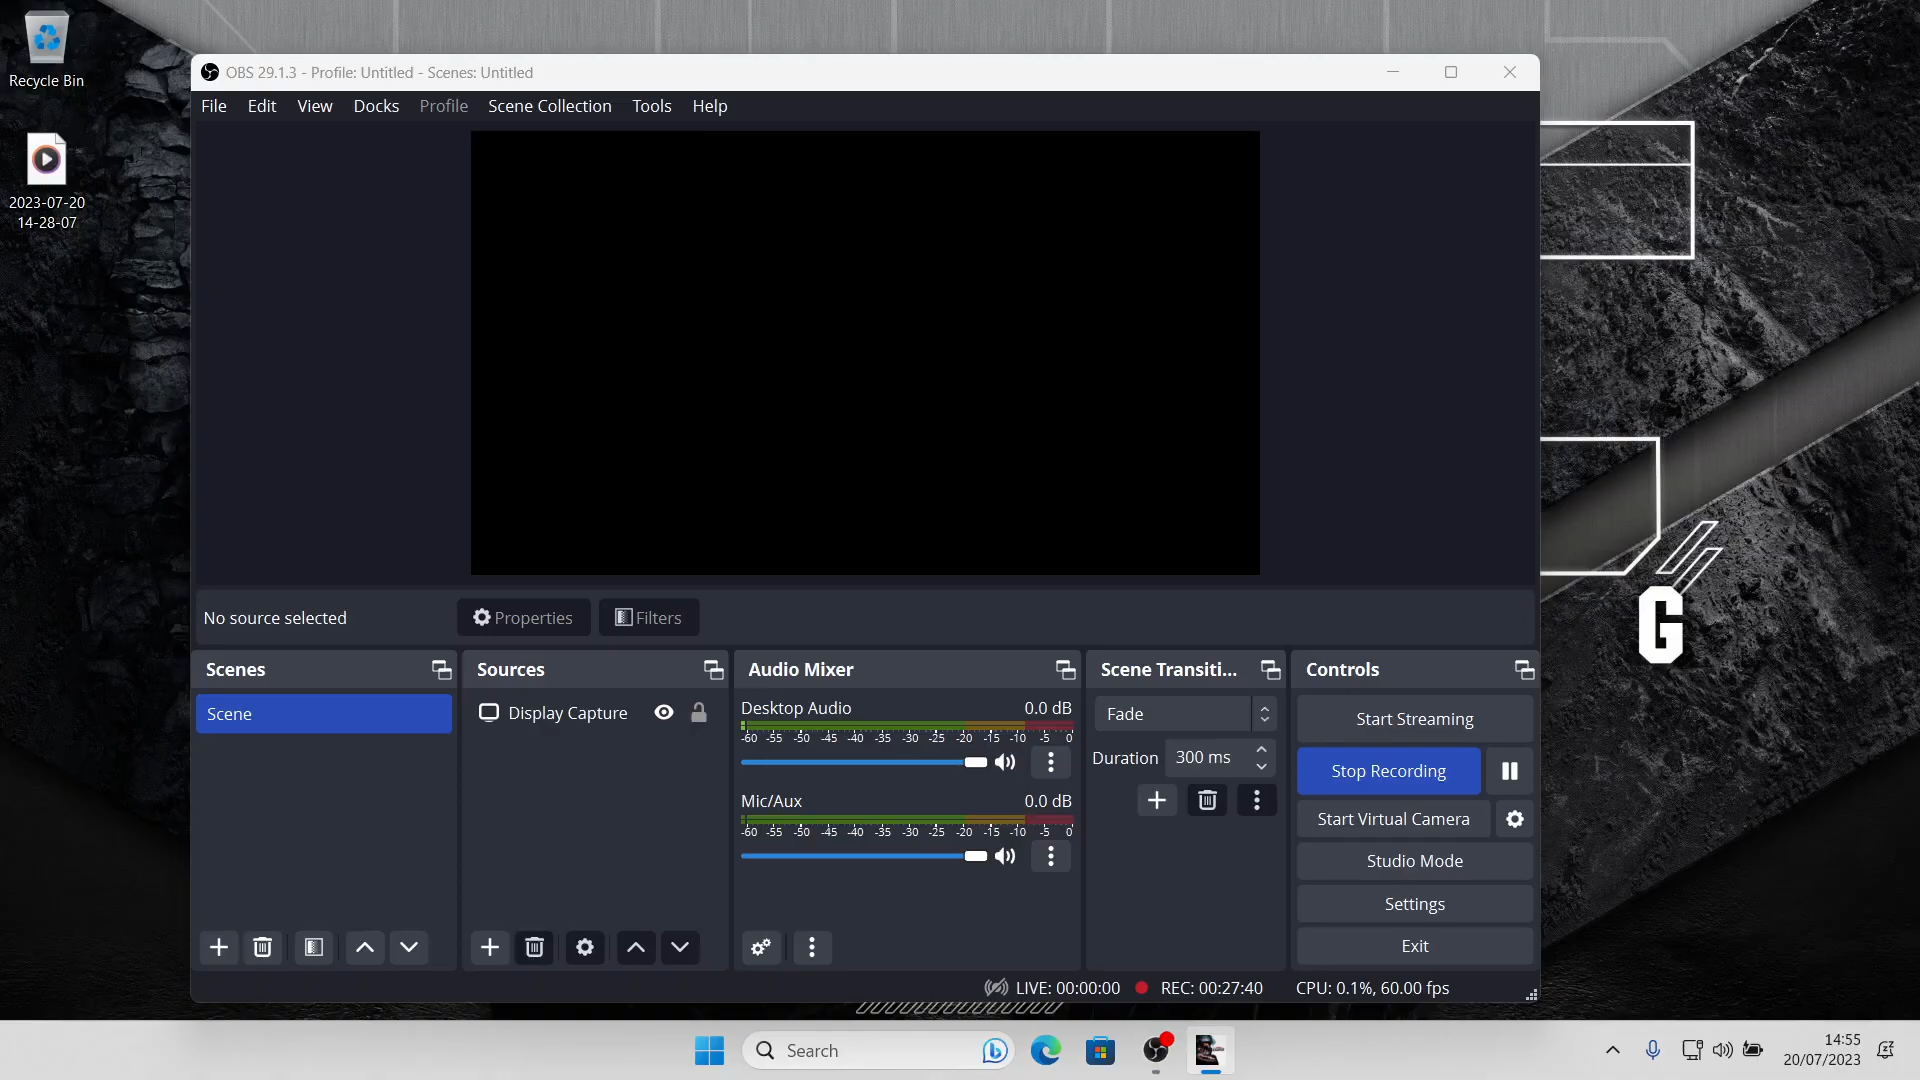 Recycle Bin
2023-07-20
14-28-07
OBS 29.1.3 - Profile: Untitled - Scenes: Untitled
File Edit View Docks Profile Scene Collection Tools Help
No source selected Properties Filters
Scenes
Scene
Sources
Display Capture
Audio Mixer
Desktop Audio 0.0 dB
-60 -55 -50 -45 -40 -35 -30 -25 -20 -15 -10 -5 0
Mic/Aux 0.0 dB
-60 -55 -50 -45 -40 -35 -30 -25 -20 -15 -10 -5 0
Scene Transiti...
Fade
Duration 300 ms
Controls
Start Streaming
Stop Recording
Start Virtual Camera
Studio Mode
Settings
Exit
LIVE: 00:00:00 REC: 00:27:40 CPU: 0.1%, 60.00 fps
G
Search
14:55
20/07/2023